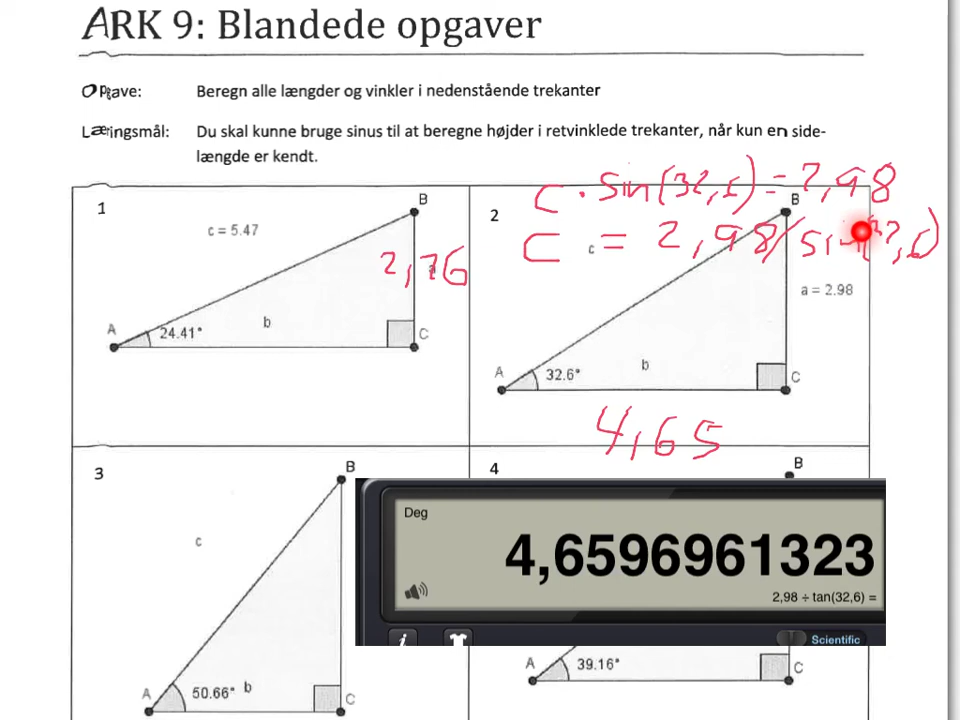 ARK 9: Blandede opgaver
Opgave: Beregn alle længder og vinkler i nedenstående trekanter
Læringsmål: Du skal kunne bruge sinus til at beregne højder i retvinklede trekanter, når kun en side-
længde er kendt.
1
B
c = 5.47
2,26
A
24.41°
b
C
2
C · sin(32,6) = 2,98
B
C = 2,98/sin(32,6)
c
a = 2.98
A
32.6°
b
C
4,65
3
B
c
A
50.66°
b
C
4
B
A
39.16°
C
Deg
4,6596961323
2,98 ÷ tan(32,6) =
i
Scientific